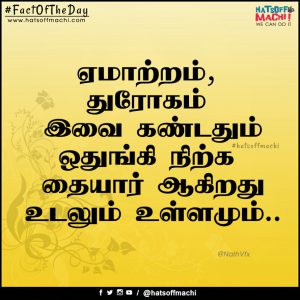 #FactOfTheDay
www.hatsoffmachi.com
HATSOFF
MACHI!
WE CAN DO IT
ஏமாற்றம்,
துரோகம்
இவை கண்டதும்
#hatsoffmachi
ஒதுங்கி நிற்க
தையார் ஆகிறது
உடலும் உள்ளமும்..
@NathVfx
/@hatsoffmachi